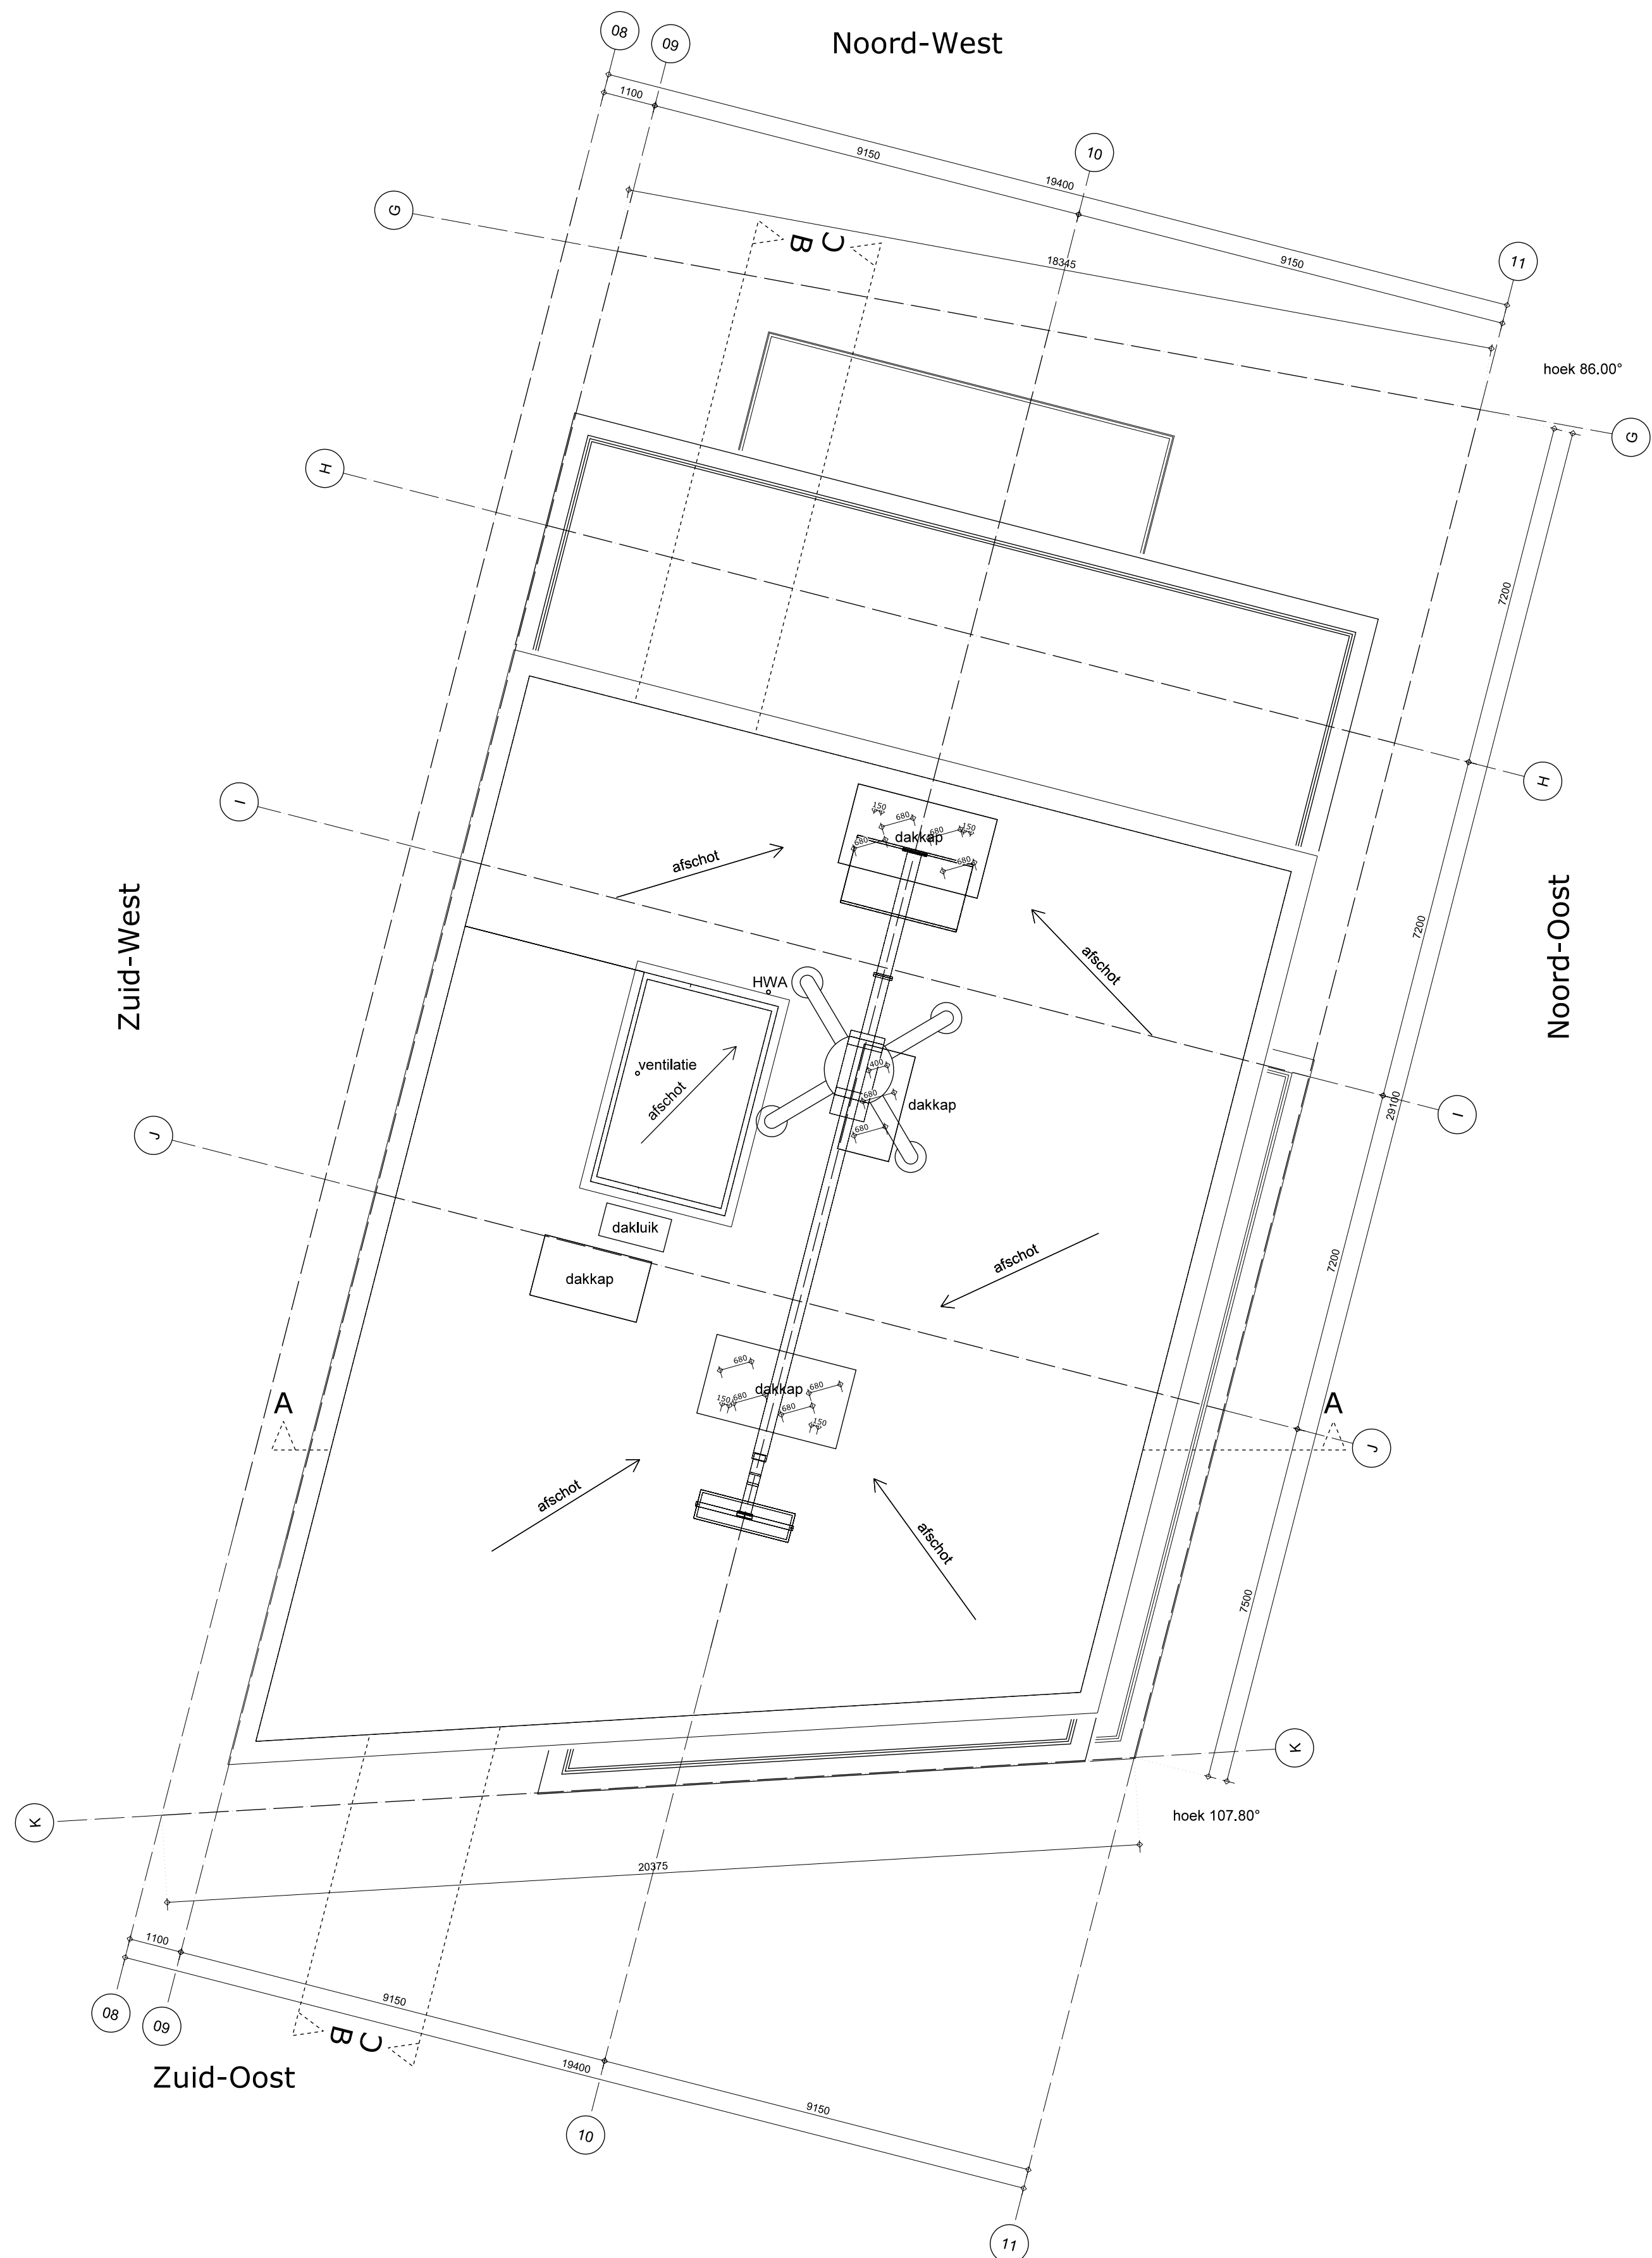 08
09
Noord-West
1100
10
9150
19400
G
B
C
18345
9150
11
hoek 86.00°
G
H
7200
H
I
150
680
680
150
dakkap
680
680
afschot
Zuid-West
Noord-Oost
7200
afschot
HWA
ventilatie
afschot
400
680
dakkap
680
29100
I
J
dakluik
dakkap
afschot
7200
680
dakkap
680
150
680
680
150
A
A
J
afschot
afschot
7500
K
K
hoek 107.80°
20375
1100
9150
08
09
B
C
19400
Zuid-Oost
9150
10
11